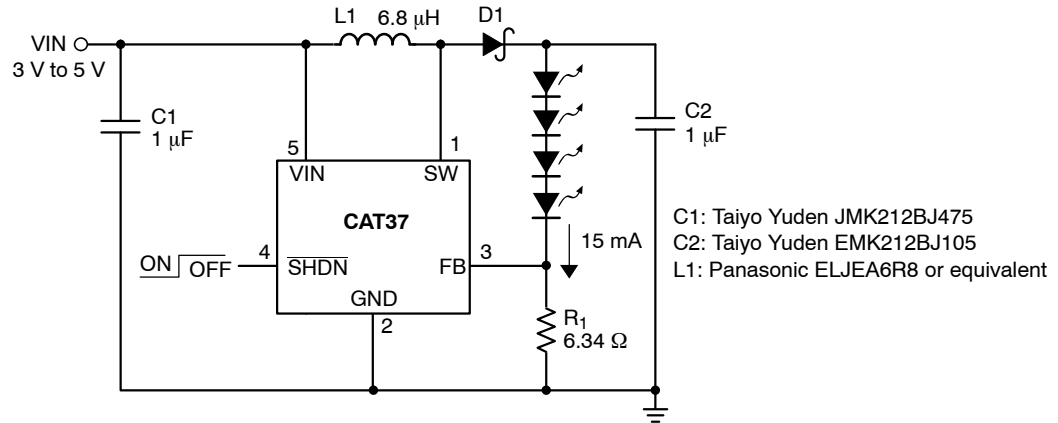 L1 6.8 μH
D1
VIN
3 V to 5 V
C1
1 μF
C2
1 μF
5
1
VIN
SW
CAT37
C1: Taiyo Yuden JMK212BJ475
C2: Taiyo Yuden EMK212BJ105
L1: Panasonic ELJEA6R8 or equivalent
15 mA
ON OFF
4
SHDN
FB
3
GND
2
R1
6.34 Ω